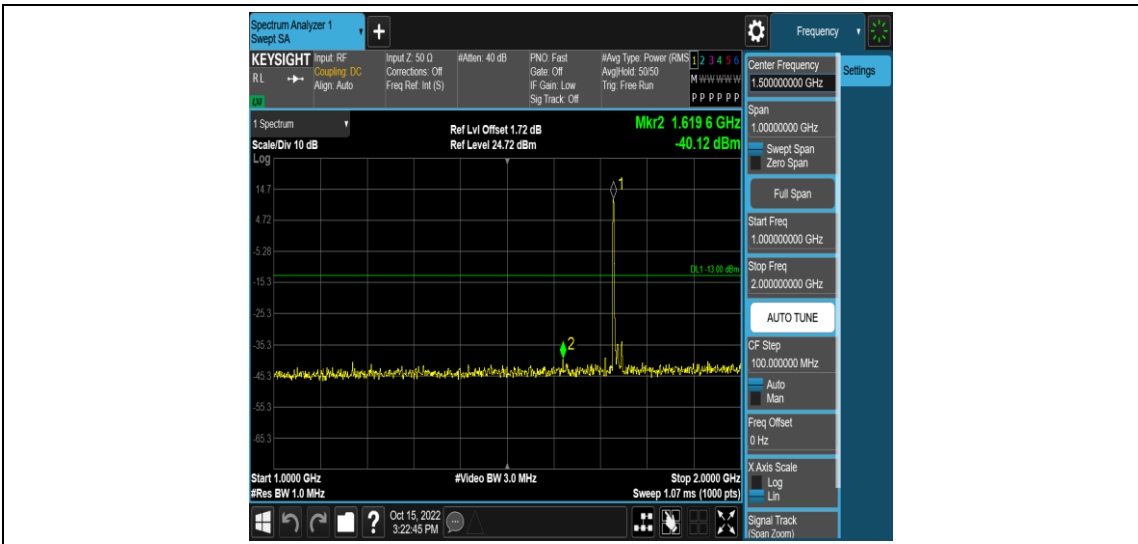 Spectrum Analyzer 1
Swept SA
+
Frequency
KEYSIGHT
RL
LXI
Input: RF
Coupling: DC
Align: Auto
Input Z: 50 Ω
Corrections: Off
Freq Ref: Int (S)
#Atten: 40 dB
PNO: Fast
Gate: Off
IF Gain: Low
Sig Track: Off
#Avg Type: Power (RMS
Avg|Hold: 50/50
Trig: Free Run
1 2 3 4 5 6
M W W W W W
P P P P P P
1 Spectrum
Scale/Div 10 dB
Log
Ref Lvl Offset 1.72 dB
Ref Level 24.72 dBm
Mkr2 1.619 6 GHz
-40.12 dBm
14.7
4.72
-5.28
-15.3
-25.3
-35.3
-45.3
-55.3
-65.3
1
2
DL1 -13.00 dBm
Start 1.0000 GHz
#Res BW 1.0 MHz
#Video BW 3.0 MHz
Stop 2.0000 GHz
Sweep 1.07 ms (1000 pts)
?
Oct 15, 2022
3:22:45 PM
Center Frequency
1.500000000 GHz
Settings
Span
1.00000000 GHz
Swept Span
Zero Span
Full Span
Start Freq
1.000000000 GHz
Stop Freq
2.000000000 GHz
AUTO TUNE
CF Step
100.000000 MHz
Auto
Man
Freq Offset
0 Hz
X Axis Scale
Log
Lin
Signal Track
(Span Zoom)